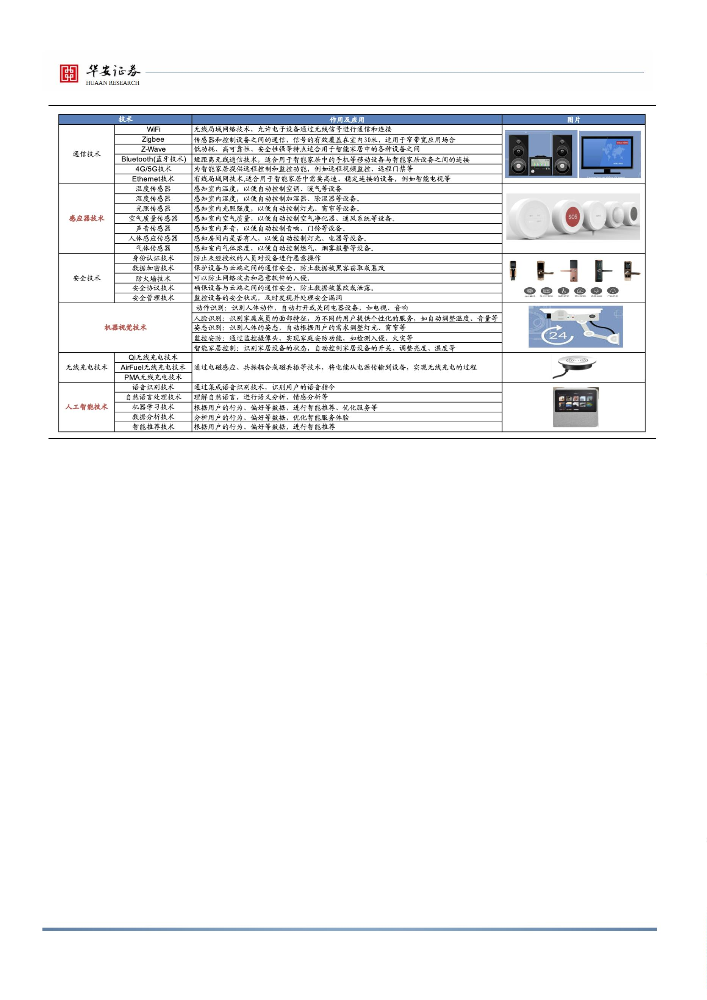 华安证券
HUAAN RESEARCH
技术 作用及应用 图片
通信技术
WiFi 无线局域网络技术，允许电子设备通过无线信号进行通信和连接
Zigbee 传感器和控制设备之间的通信，信号的有效覆盖在室内30米，适用于窄带宽应用场合
Z-Wave 低功耗、高可靠性、安全性强等特点适合用于智能家居中的各种设备之间
Bluetooth(蓝牙技术) 短距离无线通信技术，适合用于智能家居中的手机等移动设备与智能家居设备之间的连接
4G/5G技术 为智能家居提供远程控制和监控功能，例如远程视频监控、远程门禁等
Ethernet技术 有线局域网技术,适合用于智能家居中需要高速、稳定连接的设备，例如智能电视等
WORLD NEWS
感应器技术
温度传感器 感知室内温度，以便自动控制空调、暖气等设备
湿度传感器 感知室内湿度，以便自动控制加湿器、除湿器等设备。
光照传感器 感知室内光照强度，以便自动控制灯光、窗帘等设备。
空气质量传感器 感知室内空气质量，以便自动控制空气净化器、通风系统等设备。
声音传感器 感知室内声音，以便自动控制音响、门铃等设备。
人体感应传感器 感知房间内是否有人，以便自动控制灯光、电器等设备。
气体传感器 感知室内气体浓度，以便自动控制燃气、烟雾报警等设备。
SOS
安全技术
身份认证技术 防止未经授权的人员对设备进行恶意操作
数据加密技术 保护设备与云端之间的通信安全，防止数据被黑客窃取或篡改
防火墙技术 可以防止网络攻击和恶意软件的入侵。
安全协议技术 确保设备与云端之间的通信安全，防止数据被篡改或泄露。
安全管理技术 监控设备的安全状况，及时发现并处理安全漏洞
机器视觉技术
动作识别：识别人体动作，自动打开或关闭电器设备，如电视、音响
人脸识别：识别家庭成员的面部特征，为不同的用户提供个性化的服务，如自动调整温度、音量等
姿态识别：识别人体的姿态，自动根据用户的需求调整灯光、窗帘等
监控安防：通过监控摄像头，实现家庭安防功能，如检测入侵、火灾等
智能家居控制：识别家居设备的状态，自动控制家居设备的开关、调整亮度、温度等
24
无线充电技术
Qi无线充电技术
AirFuel无线充电技术 通过电磁感应、共振耦合或磁共振等技术，将电能从电源传输到设备，实现无线充电的过程
PMA无线充电技术
人工智能技术
语音识别技术 通过集成语音识别技术，识别用户的语音指令
自然语言处理技术 理解自然语言，进行语义分析、情感分析等
机器学习技术 根据用户的行为、偏好等数据，进行智能推荐、优化服务等
数据分析技术 分析用户的行为、偏好等数据，优化智能服务体验
智能推荐技术 根据用户的行为、偏好等数据，进行智能推荐